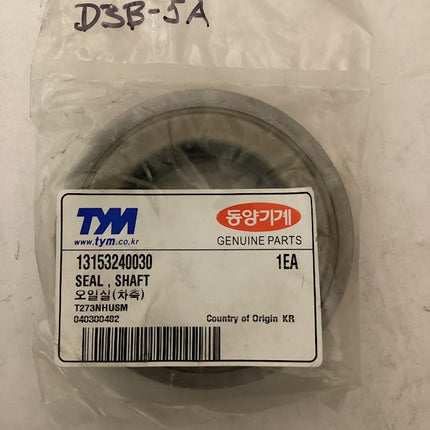 D3B-5A
TYM
www.tym.co.kr
동양기계
GENUINE PARTS
13153240030 1EA
SEAL , SHAFT
오일실(차축)
T273NHUSM
040300402 Country of Origin KR